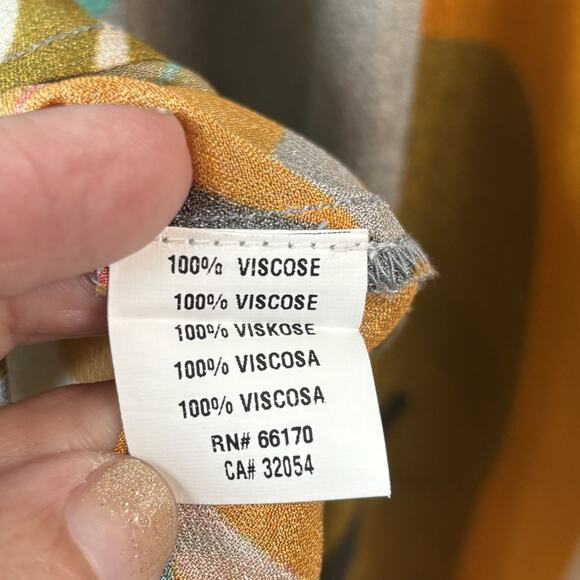 100% VISCOSE
100% VISCOSE
100% VISKOSE
100% VISCOSA
100% VISCOSA
RN# 66170
CA# 32054